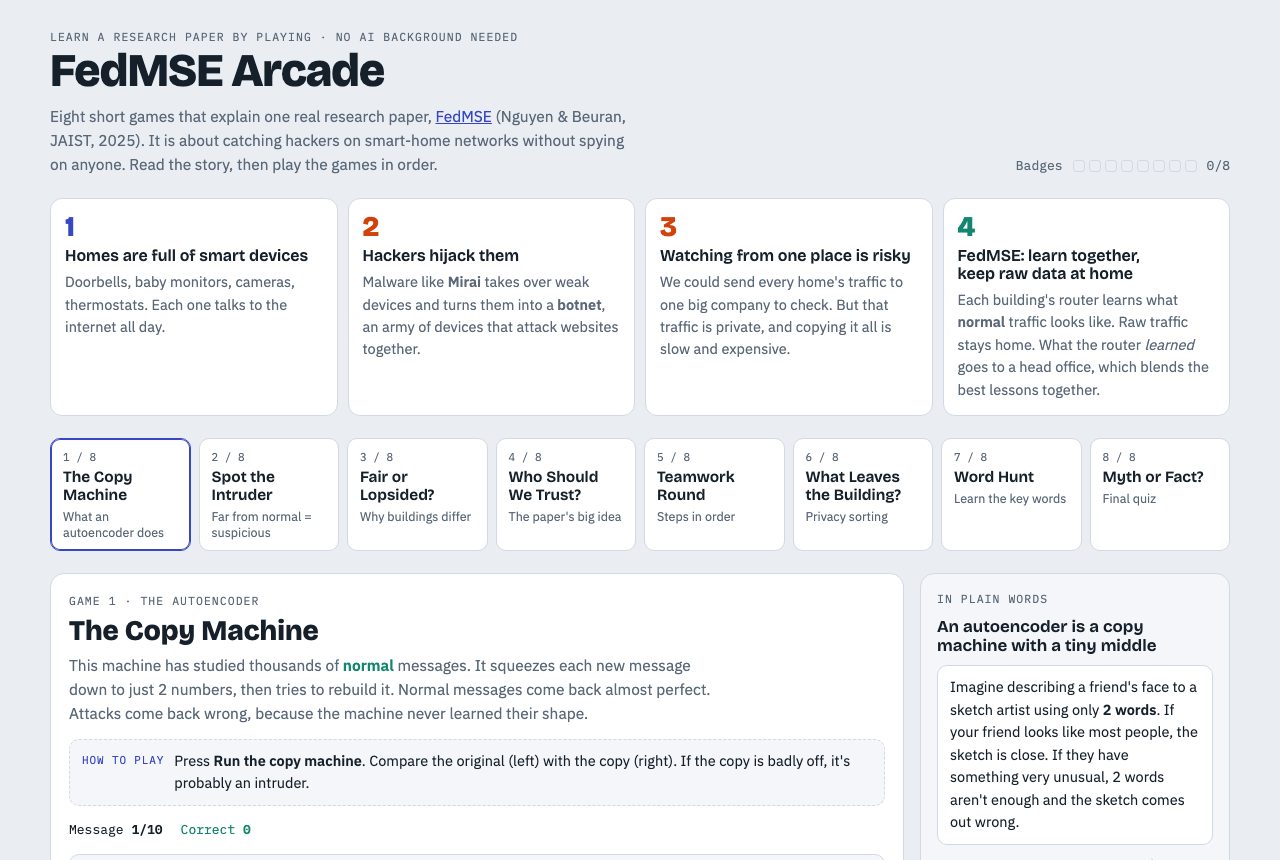 LEARN A RESEARCH PAPER BY PLAYING · NO AI BACKGROUND NEEDED
FedMSE Arcade
Eight short games that explain one real research paper, FedMSE (Nguyen & Beuran,
JAIST, 2025). It is about catching hackers on smart-home networks without spying
on anyone. Read the story, then play the games in order.
Badges 0/8
1
Homes are full of smart devices
Doorbells, baby monitors, cameras,
thermostats. Each one talks to the
internet all day.
2
Hackers hijack them
Malware like Mirai takes over weak
devices and turns them into a botnet,
an army of devices that attack websites
together.
3
Watching from one place is risky
We could send every home's traffic to
one big company to check. But that
traffic is private, and copying it all is
slow and expensive.
4
FedMSE: learn together,
keep raw data at home
Each building's router learns what
normal traffic looks like. Raw traffic
stays home. What the router learned
goes to a head office, which blends the
best lessons together.
1 / 8
The Copy
Machine
What an
autoencoder does
2 / 8
Spot the
Intruder
Far from normal =
suspicious
3 / 8
Fair or
Lopsided?
Why buildings differ
4 / 8
Who Should
We Trust?
The paper's big idea
5 / 8
Teamwork
Round
Steps in order
6 / 8
What Leaves
the Building?
Privacy sorting
7 / 8
Word Hunt
Learn the key words
8 / 8
Myth or Fact?
Final quiz
GAME 1 · THE AUTOENCODER
The Copy Machine
This machine has studied thousands of normal messages. It squeezes each new message
down to just 2 numbers, then tries to rebuild it. Normal messages come back almost perfect.
Attacks come back wrong, because the machine never learned their shape.
HOW TO PLAY Press Run the copy machine. Compare the original (left) with the copy (right). If the copy is badly off, it's
probably an intruder.
Message 1/10 Correct 0
IN PLAIN WORDS
An autoencoder is a copy
machine with a tiny middle
Imagine describing a friend's face to a
sketch artist using only 2 words. If
your friend looks like most people, the
sketch is close. If they have
something very unusual, 2 words
aren't enough and the sketch comes
out wrong.